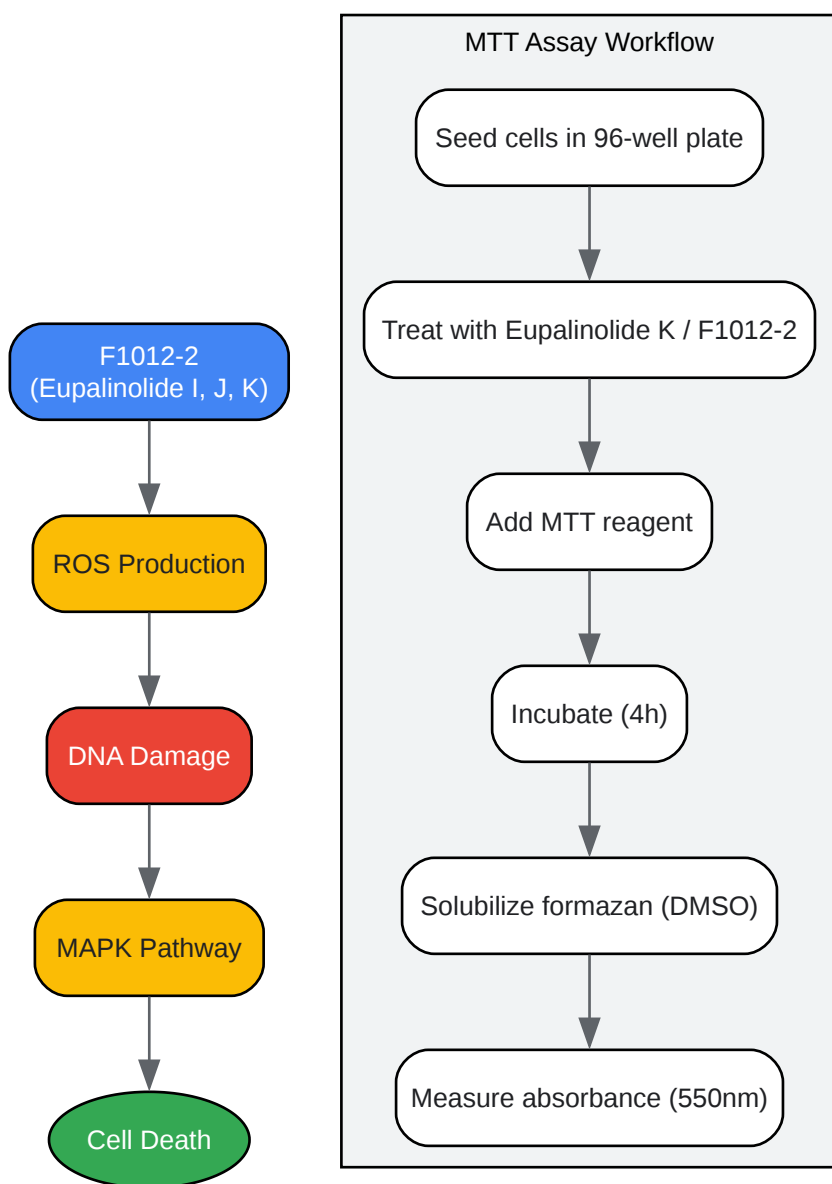 F1012-2
(Eupalinolide I, J, K)
ROS Production
DNA Damage
MAPK Pathway
Cell Death
MTT Assay Workflow
Seed cells in 96-well plate
Treat with Eupalinolide K / F1012-2
Add MTT reagent
Incubate (4h)
Solubilize formazan (DMSO)
Measure absorbance (550nm)